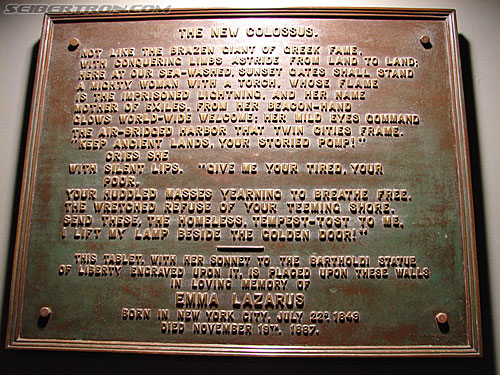 SEIBERTRON.COM
THE NEW COLOSSUS.
NOT LIKE THE BRAZEN GIANT OF GREEK FAME,
WITH CONQUERING LIMBS ASTRIDE FROM LAND TO LAND;
HERE AT OUR SEA-WASHED, SUNSET GATES SHALL STAND
A MIGHTY WOMAN WITH A TORCH, WHOSE FLAME
IS THE IMPRISONED LIGHTNING, AND HER NAME
MOTHER OF EXILES. FROM HER BEACON-HAND
GLOWS WORLD-WIDE WELCOME; HER MILD EYES COMMAND
THE AIR-BRIDGED HARBOR THAT TWIN CITIES FRAME.
"KEEP ANCIENT LANDS, YOUR STORIED POMP!"
CRIES SHE
WITH SILENT LIPS. "GIVE ME YOUR TIRED, YOUR
POOR,
YOUR HUDDLED MASSES YEARNING TO BREATHE FREE,
THE WRETCHED REFUSE OF YOUR TEEMING SHORE.
SEND THESE, THE HOMELESS, TEMPEST-TOST TO ME,
I LIFT MY LAMP BESIDE THE GOLDEN DOOR!"
THIS TABLET, WITH HER SONNET TO THE BARTHOLDI STATUE
OF LIBERTY ENGRAVED UPON IT, IS PLACED UPON THESE WALLS
IN LOVING MEMORY OF
EMMA LAZARUS
BORN IN NEW YORK CITY, JULY 22D, 1849
DIED NOVEMBER 19TH, 1887.